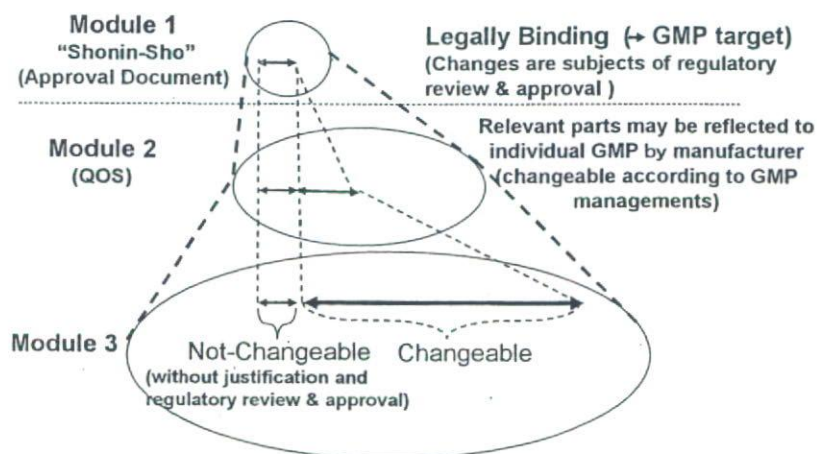 Module 1
“Shonin-Sho”
(Approval Document)
Legally Binding (→ GMP target)
(Changes are subjects of regulatory
review & approval )
Module 2
(QOS)
Relevant parts may be reflected to
individual GMP by manufacturer
(changeable according to GMP
managements)
Module 3
Not-Changeable
(without justification and
regulatory review & approval)
Changeable